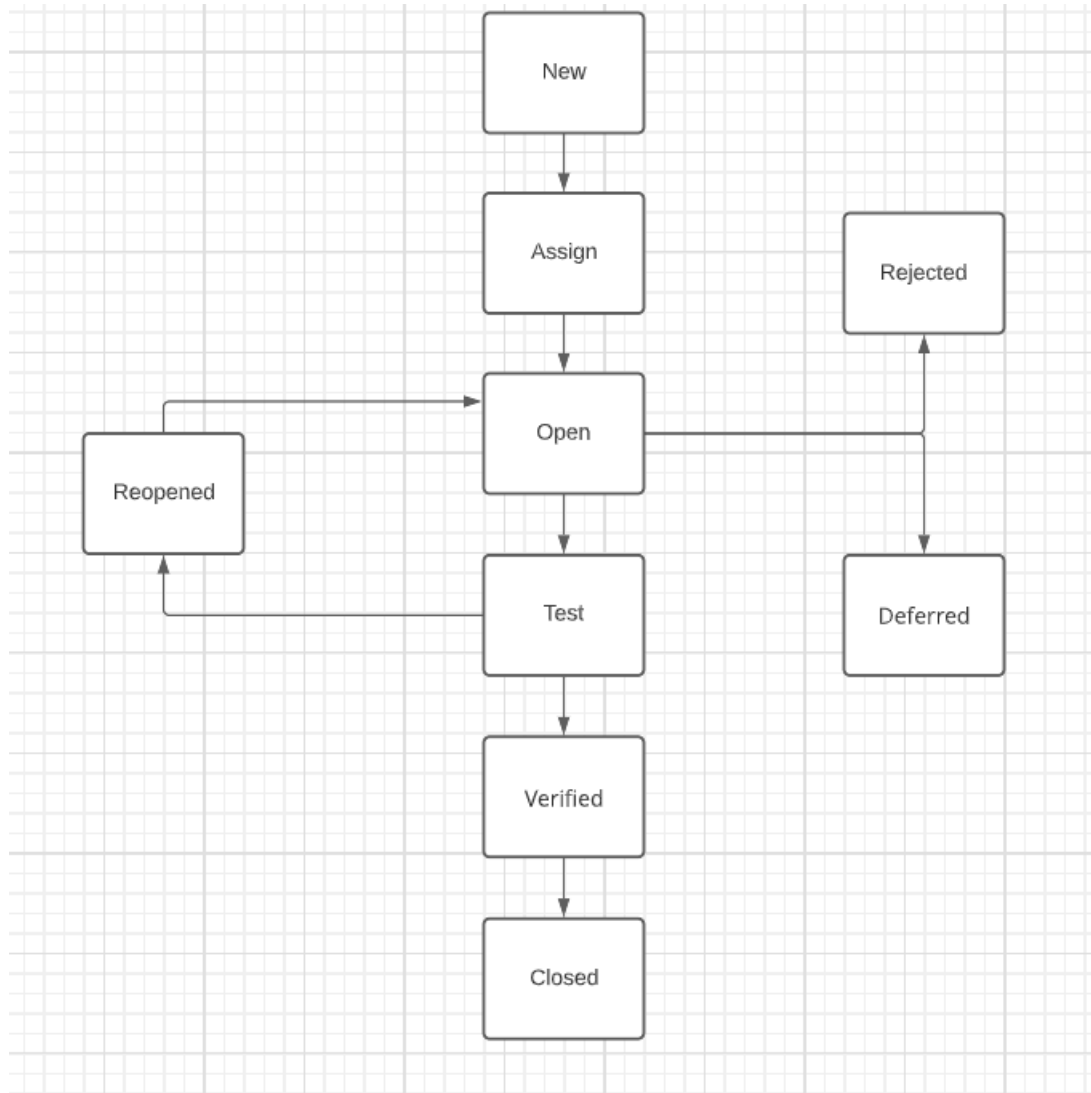 New
Assign
Rejected
Open
Reopened
Test
Deferred
Verified
Closed